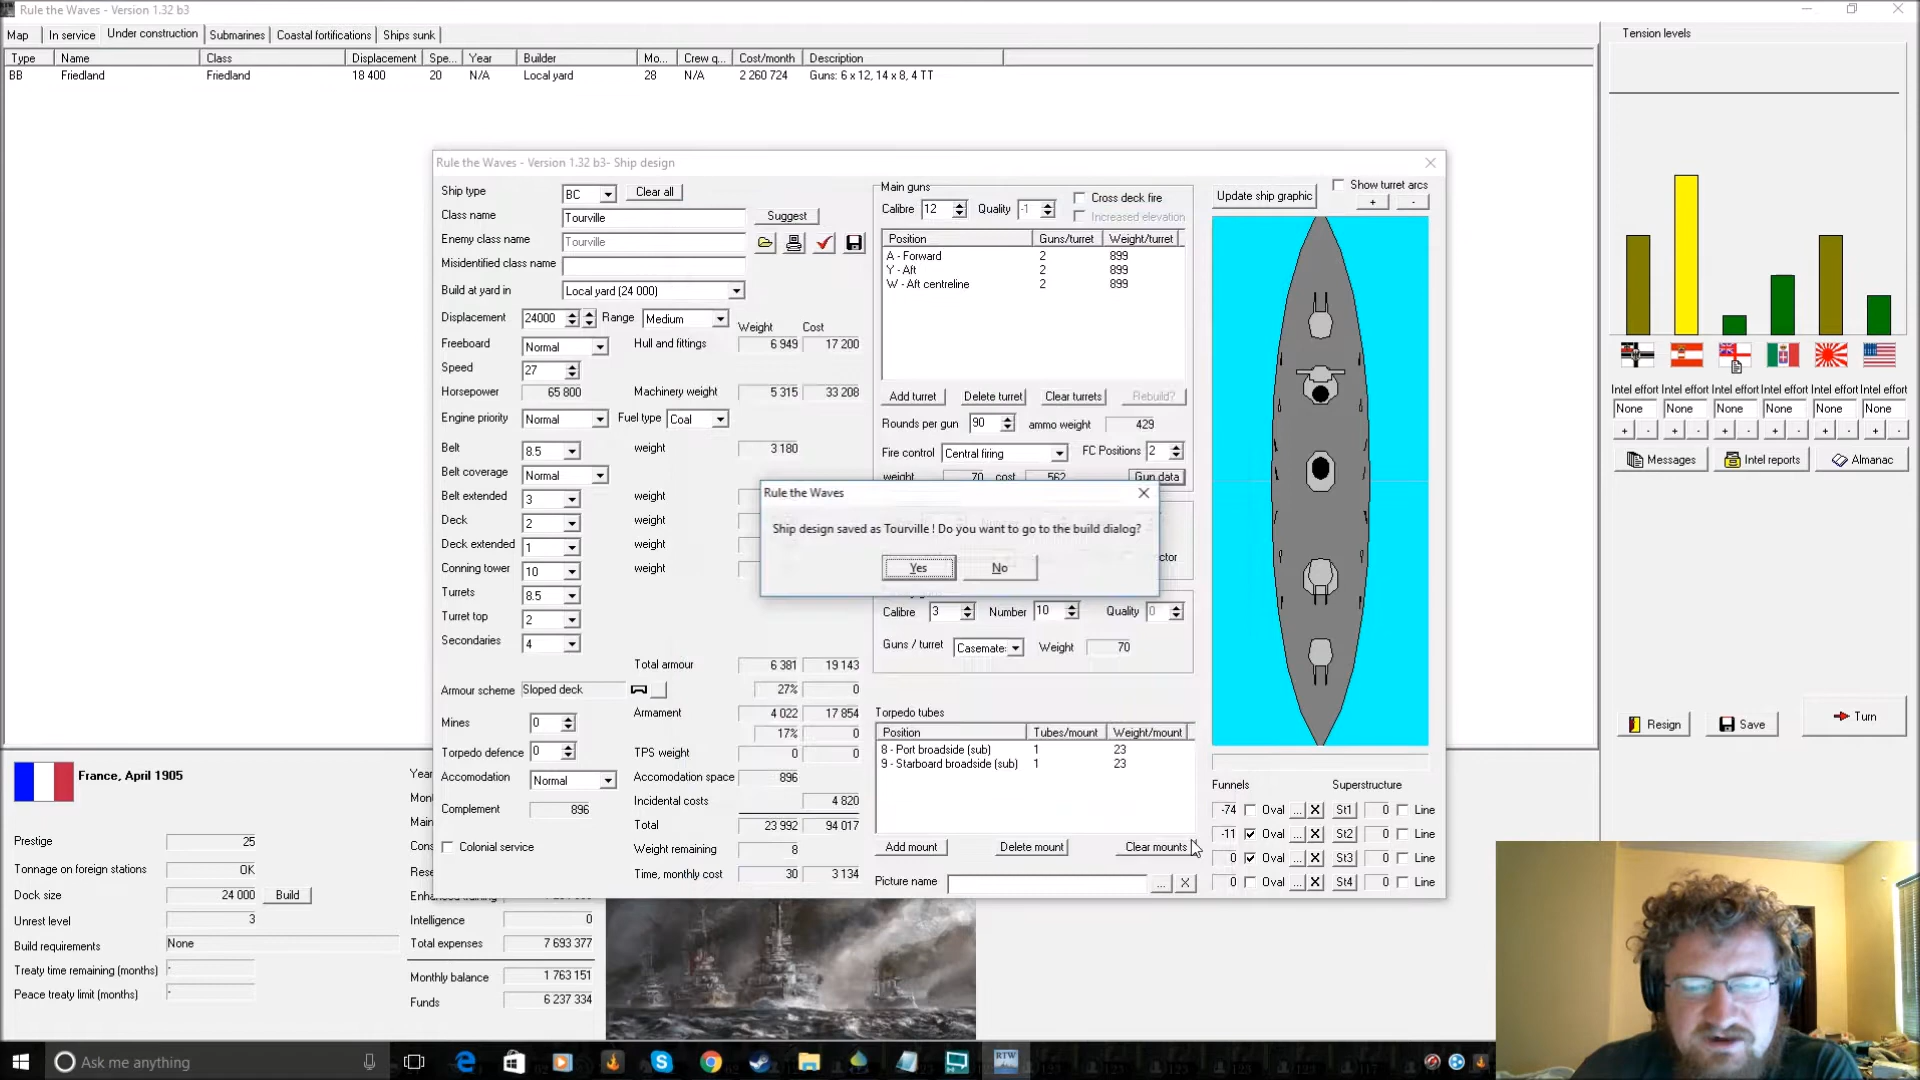 Rule the Waves - Version 1.32 b3
Map In service Under construction Submarines Coastal fortifications Ships sunk
Type Name Class Displacement Spe... Year Builder Mo... Crew q... Cost/month Description
BB Friedland Friedland 18 400 20 N/A Local yard 28 N/A 2 260 724 Guns: 6 x 12, 14 x 8, 4 TT
Tension levels
Intel effort Intel effort Intel effort Intel effort Intel effort Intel effort
None None None None None None
+ - + - + - + - + - + -
Messages Intel reports Almanac
Resign Save Turn
Rule the Waves - Version 1.32 b3- Ship design
Ship type BC Clear all
Class name Tourville Suggest
Enemy class name Tourville
Misidentified class name
Build at yard in Local yard (24 000)
Displacement 24000 Range Medium
Weight Cost
Freeboard Normal Hull and fittings 6 949 17 200
Speed 27
Horsepower 65 800 Machinery weight 5 315 33 208
Engine priority Normal Fuel type Coal
Belt 8.5 weight 3 180
Belt coverage Normal
Belt extended 3 weight
Deck 2 weight
Deck extended 1 weight
Conning tower 10 weight
Turrets 8.5
Turret top 2
Secondaries 4
Total armour 6 381 19 143
Armour scheme Sloped deck 27% 0
Armament 4 022 17 854
Mines 0 17% 0
Torpedo defence 0 TPS weight 0 0
Accomodation Normal Accomodation space 896
Incidental costs 4 820
Complement 896
Total 23 992 94 017
Colonial service Weight remaining 8
Time, monthly cost 30 3 134
Main guns
Calibre 12 Quality -1 Cross deck fire
Increased elevation
Position Guns/turret Weight/turret
A - Forward 2 899
Y - Aft 2 899
W - Aft centreline 2 899
Add turret Delete turret Clear turrets Rebuild?
Rounds per gun 90 ammo weight 429
Fire control Central firing FC Positions 2
weight 70 cost 562 Gun data
Rule the Waves
Ship design saved as Tourville ! Do you want to go to the build dialog?
Yes No
ctor
Calibre 3 Number 10 Quality 0
Guns / turret Casemate: Weight 70
Torpedo tubes
Position Tubes/mount Weight/mount
8 - Port broadside (sub) 1 23
9 - Starboard broadside (sub) 1 23
Add mount Delete mount Clear mounts
Picture name ... X
Update ship graphic Show turret arcs
+ -
Funnels Superstructure
-74 Oval ... X St1 0 Line
-11 Oval ... X St2 0 Line
0 Oval ... X St3 0 Line
0 Oval ... X St4 0 Line
France, April 1905
Prestige 25
Tonnage on foreign stations OK
Dock size 24 000 Build
Unrest level 3
Build requirements None
Treaty time remaining (months) -
Peace treaty limit (months) -
Intelligence 0
Total expenses 7 693 377
Monthly balance 1 763 151
Funds 6 237 334
Ask me anything
RTW